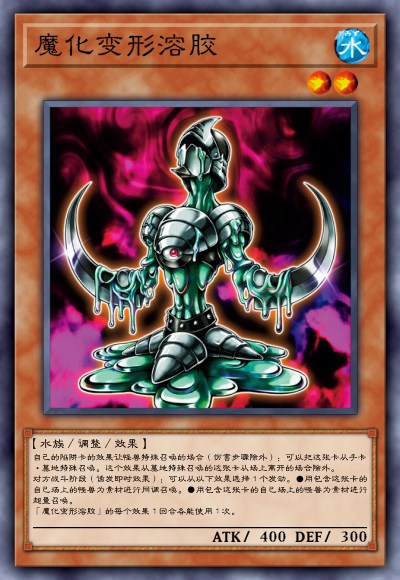 魔化变形溶胶
みず
水
【水族／调整／效果】
自己的陷阱卡的效果让怪兽特殊召唤的场合（伤害步骤除外）：可以把这张卡从手卡
·墓地特殊召唤。这个效果从墓地特殊召唤的这张卡从场上离开的场合除外。
对方战斗阶段（诱发即时效果）：可以从以下效果选择1个发动。●用包含这张卡的
自己场上的怪兽为素材进行同调召唤。●用包含这张卡的自己场上的怪兽为素材进行
超量召唤。
「魔化变形溶胶」的每个效果1回合各能使用1次。
ATK／ 400 DEF／ 300